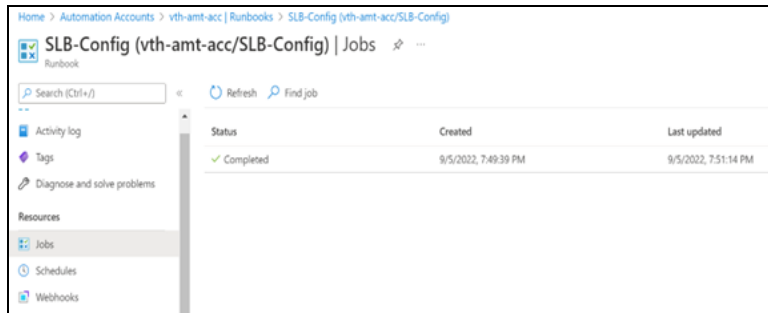 Home > Automation Accounts > vth-amt-acc | Runbooks > SLB-Config (vth-amt-acc/SLB-Config)
SLB-Config (vth-amt-acc/SLB-Config) | Jobs
Runbook
Search (Ctrl+/)
Refresh Find job
Activity log
Tags
Diagnose and solve problems
Resources
Jobs
Schedules
Webhooks
Status Created Last updated
Completed 9/5/2022, 7:49:39 PM 9/5/2022, 7:51:14 PM